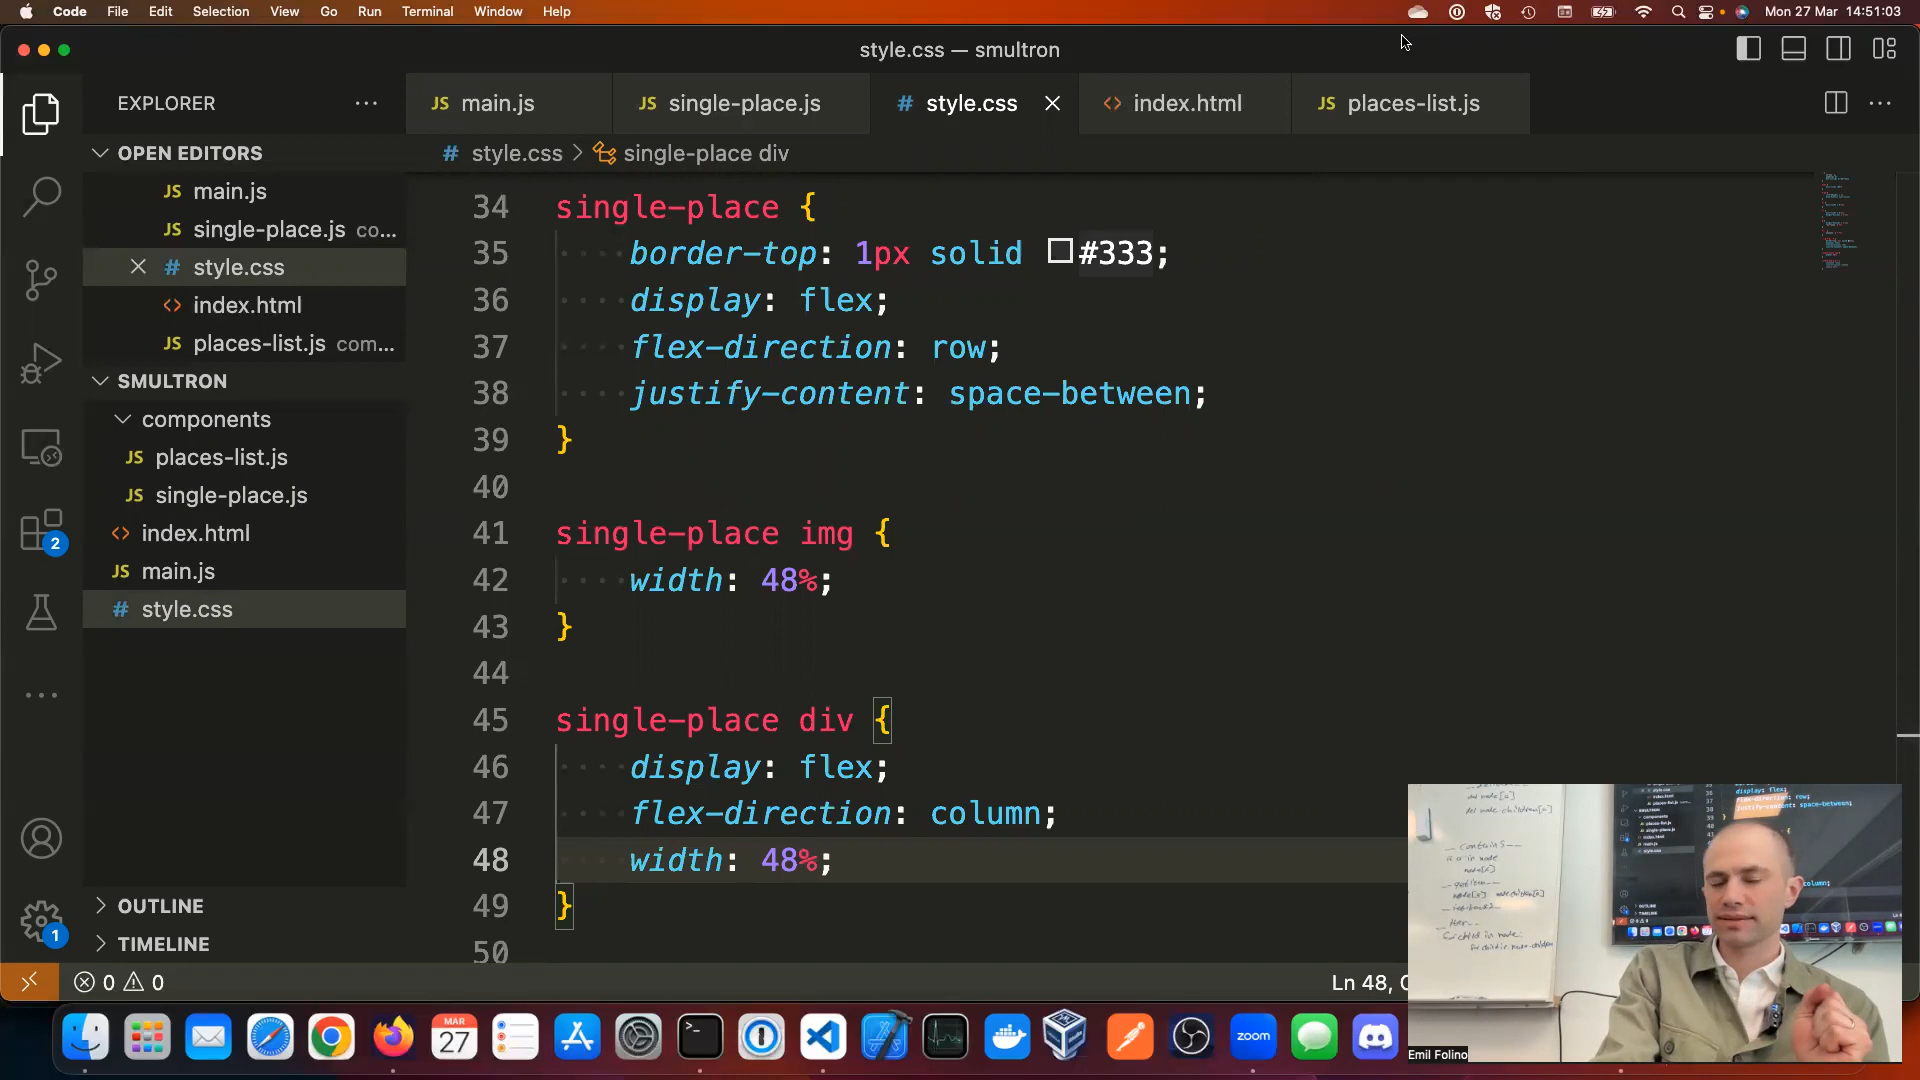 Code File Edit Selection View Go Run Terminal Window Help Mon 27 Mar 14:51:03
style.css — smultron
EXPLORER
main.js single-place.js style.css index.html places-list.js
OPEN EDITORS
style.css > single-place div
JS main.js
JS single-place.js co...
# style.css
index.html
JS places-list.js com...
SMULTRON
components
JS places-list.js
JS single-place.js
index.html
JS main.js
# style.css
OUTLINE
TIMELINE
34 single-place {
35 border-top: 1px solid #333;
36 display: flex;
37 flex-direction: row;
38 justify-content: space-between;
39 }
40
41 single-place img {
42 width: 48%;
43 }
44
45 single-place div {
46 display: flex;
47 flex-direction: column;
48 width: 48%;
49 }
50
2
1
0 0
Ln 48,
MAR
27
zoom
Emil Folino